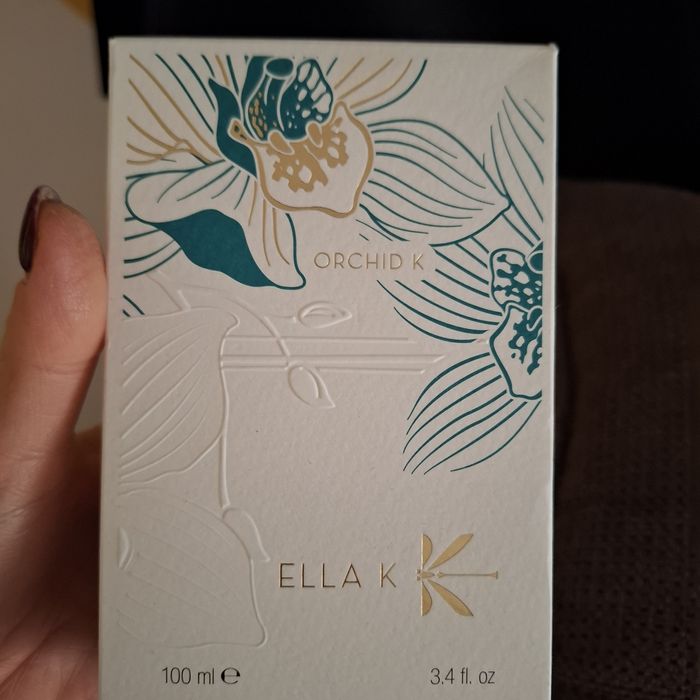 ORCHID K
ELLA K
100 ml ℮ 3,4 fl. oz